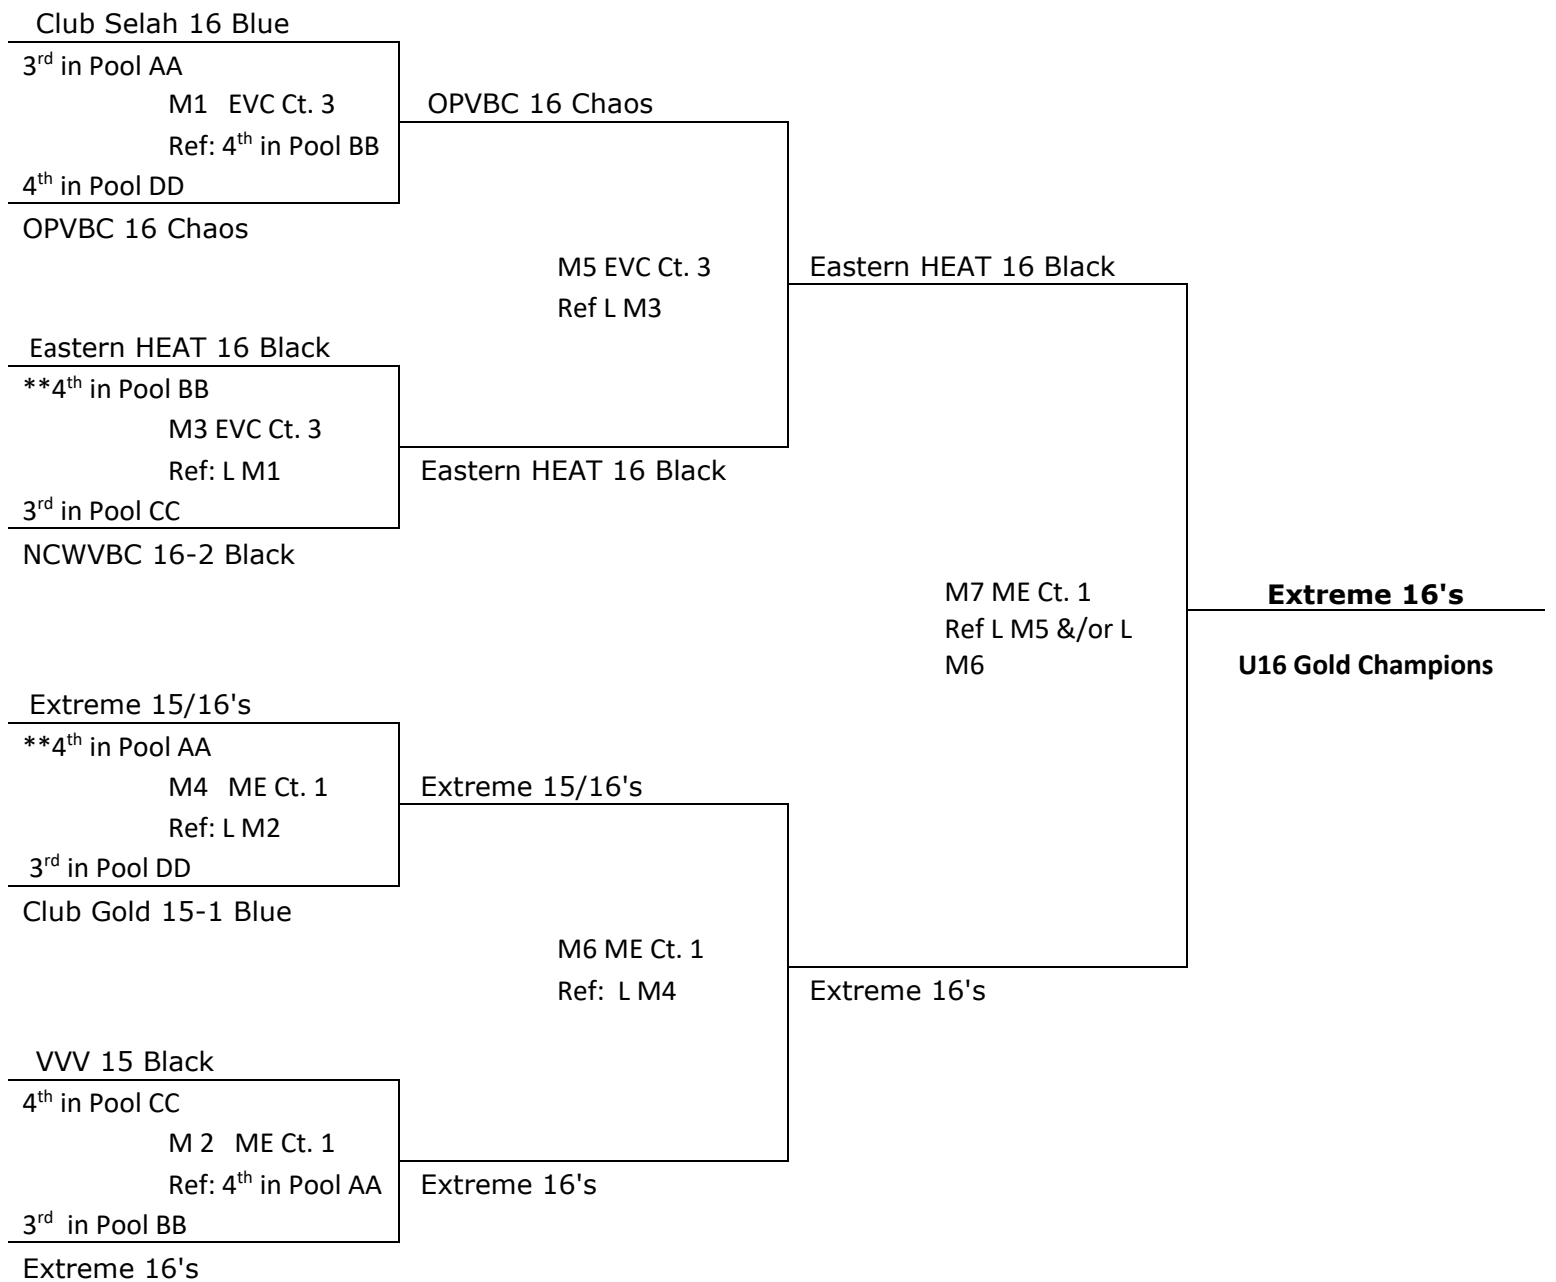 Club Selah 16 Blue
3rd in Pool AA
M1 EVC Ct. 3
OPVBC 16 Chaos
Ref: 4th in Pool BB
4th in Pool DD
OPVBC 16 Chaos
M5 EVC Ct. 3
Eastern HEAT 16 Black
Ref L M3
Eastern HEAT 16 Black
**4th in Pool BB
M3 EVC Ct. 3
Ref: L M1
Eastern HEAT 16 Black
3rd in Pool CC
NCWVBC 16-2 Black
M7 ME Ct. 1
Extreme 16's
Ref L M5 &/or L
M6
U16 Gold Champions
Extreme 15/16's
**4th in Pool AA
M4 ME Ct. 1
Extreme 15/16's
Ref: L M2
3rd in Pool DD
Club Gold 15-1 Blue
M6 ME Ct. 1
Ref: L M4
Extreme 16's
VVV 15 Black
4th in Pool CC
M 2 ME Ct. 1
Ref: 4th in Pool AA
Extreme 16's
3rd in Pool BB
Extreme 16's